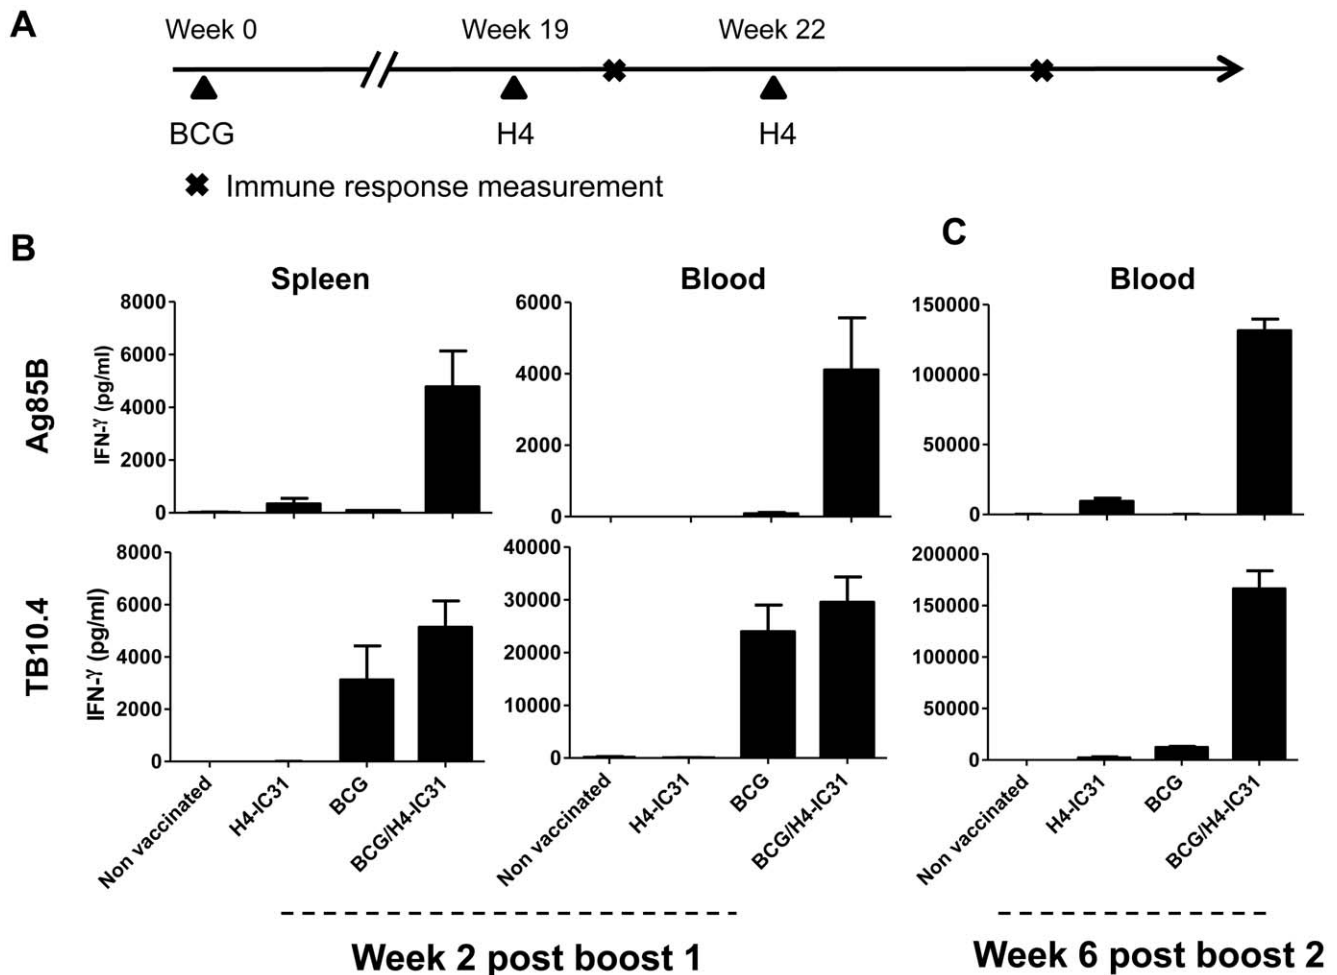 A
Week 0
Week 19
Week 22
BCG
H4
H4
Immune response measurement
B
Spleen
Blood
Ag85B
IFN-γ (pg/ml)
8000
6000
4000
2000
0
6000
4000
2000
0
TB10.4
IFN-γ (pg/ml)
8000
6000
4000
2000
0
Non vaccinated
H4-IC31
BCG
BCG/H4-IC31
40000
30000
20000
10000
0
Non vaccinated
H4-IC31
BCG
BCG/H4-IC31
Week 2 post boost 1
C
Blood
150000
100000
50000
0
200000
150000
100000
50000
0
Non vaccinated
H4-IC31
BCG
BCG/H4-IC31
Week 6 post boost 2